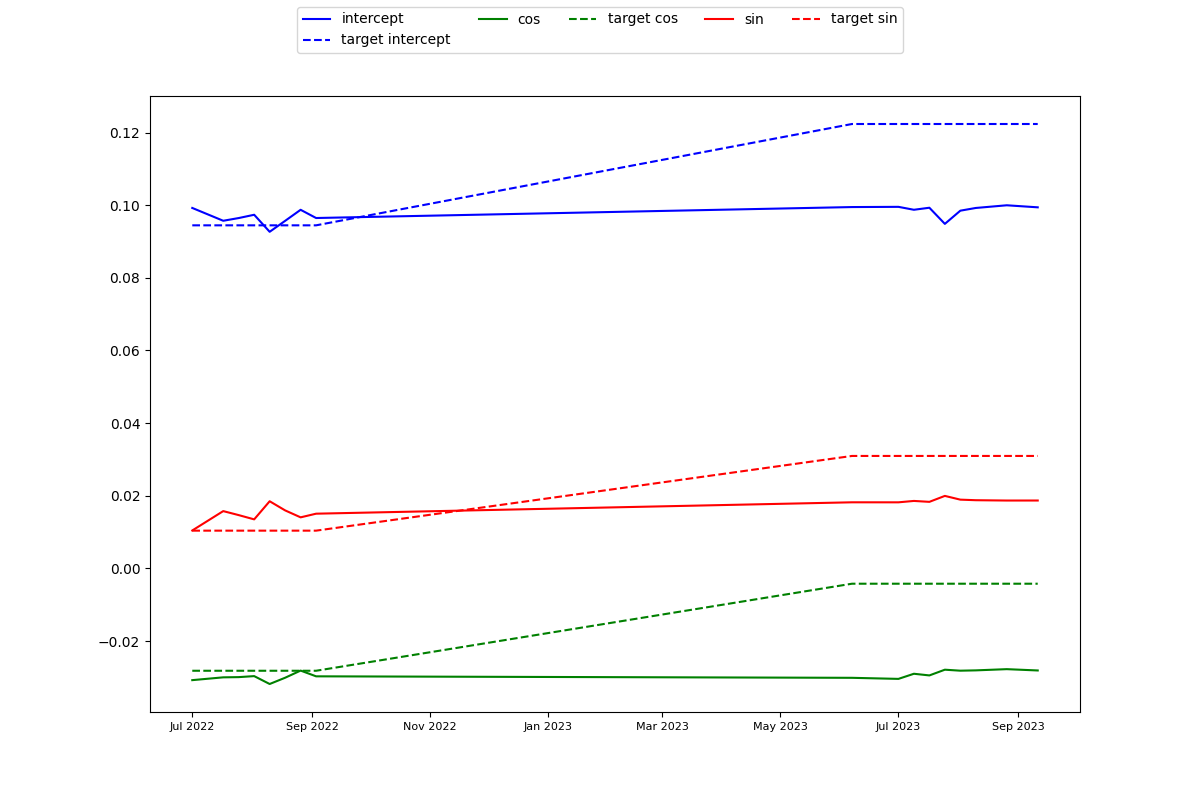 intercept cos target cos sin target sin
target intercept
0.12
0.10
0.08
0.06
0.04
0.02
0.00
−0.02
Jul 2022 Sep 2022 Nov 2022 Jan 2023 Mar 2023 May 2023 Jul 2023 Sep 2023